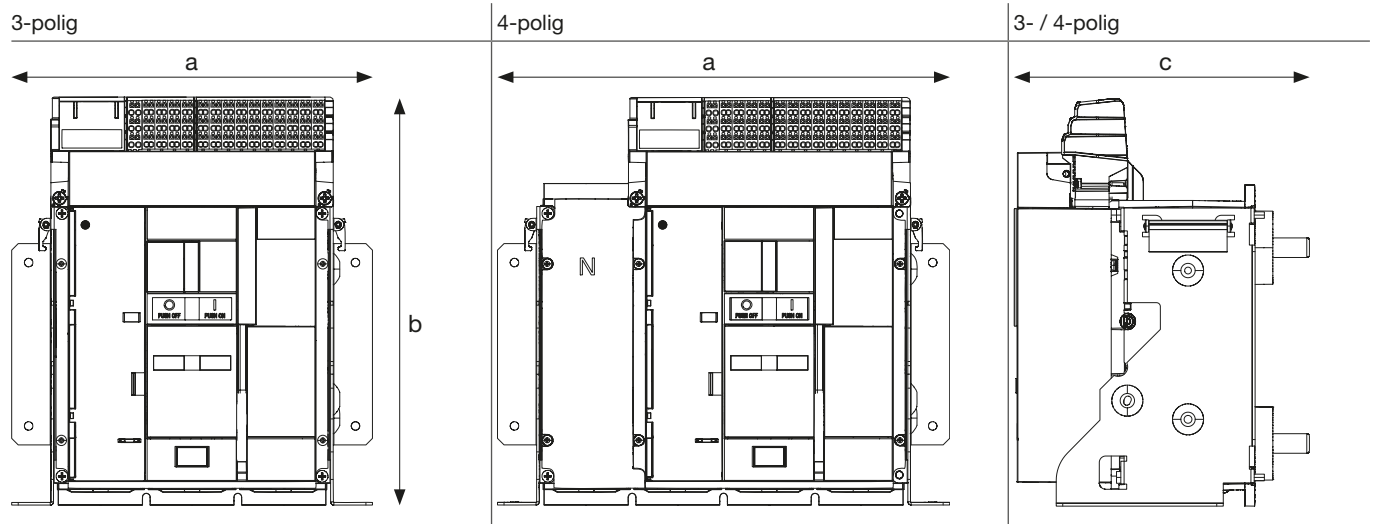 3-polig
4-polig
3- / 4-polig
a
a
c
b
N
PUSH OFF
PUSH ON
PUSH OFF
PUSH ON